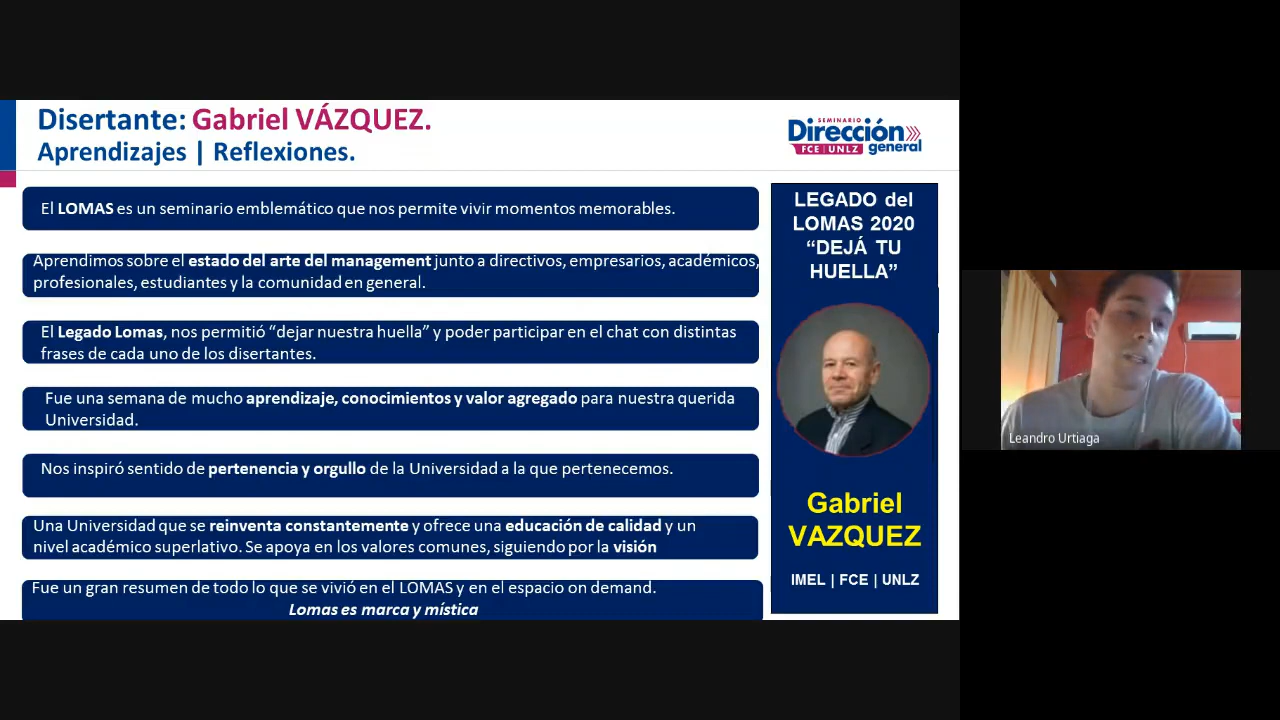 Disertante: Gabriel VÁZQUEZ.
Aprendizajes | Reflexiones.
SEMINARIO
Dirección
FCE | UNLZ general
El LOMAS es un seminario emblemático que nos permite vivir momentos memorables.
Aprendimos sobre el estado del arte del management junto a directivos, empresarios, académicos,
profesionales, estudiantes y la comunidad en general.
El Legado Lomas, nos permitió “dejar nuestra huella” y poder participar en el chat con distintas
frases de cada uno de los disertantes.
Fue una semana de mucho aprendizaje, conocimientos y valor agregado para nuestra querida
Universidad.
Nos inspiró sentido de pertenencia y orgullo de la Universidad a la que pertenecemos.
Una Universidad que se reinventa constantemente y ofrece una educación de calidad y un
nivel académico superlativo. Se apoya en los valores comunes, siguiendo por la visión
Fue un gran resumen de todo lo que se vivió en el LOMAS y en el espacio on demand.
Lomas es marca y mística
LEGADO del
LOMAS 2020
“DEJÁ TU
HUELLA”
Gabriel
VAZQUEZ
IMEL | FCE | UNLZ
Leandro Urtiaga